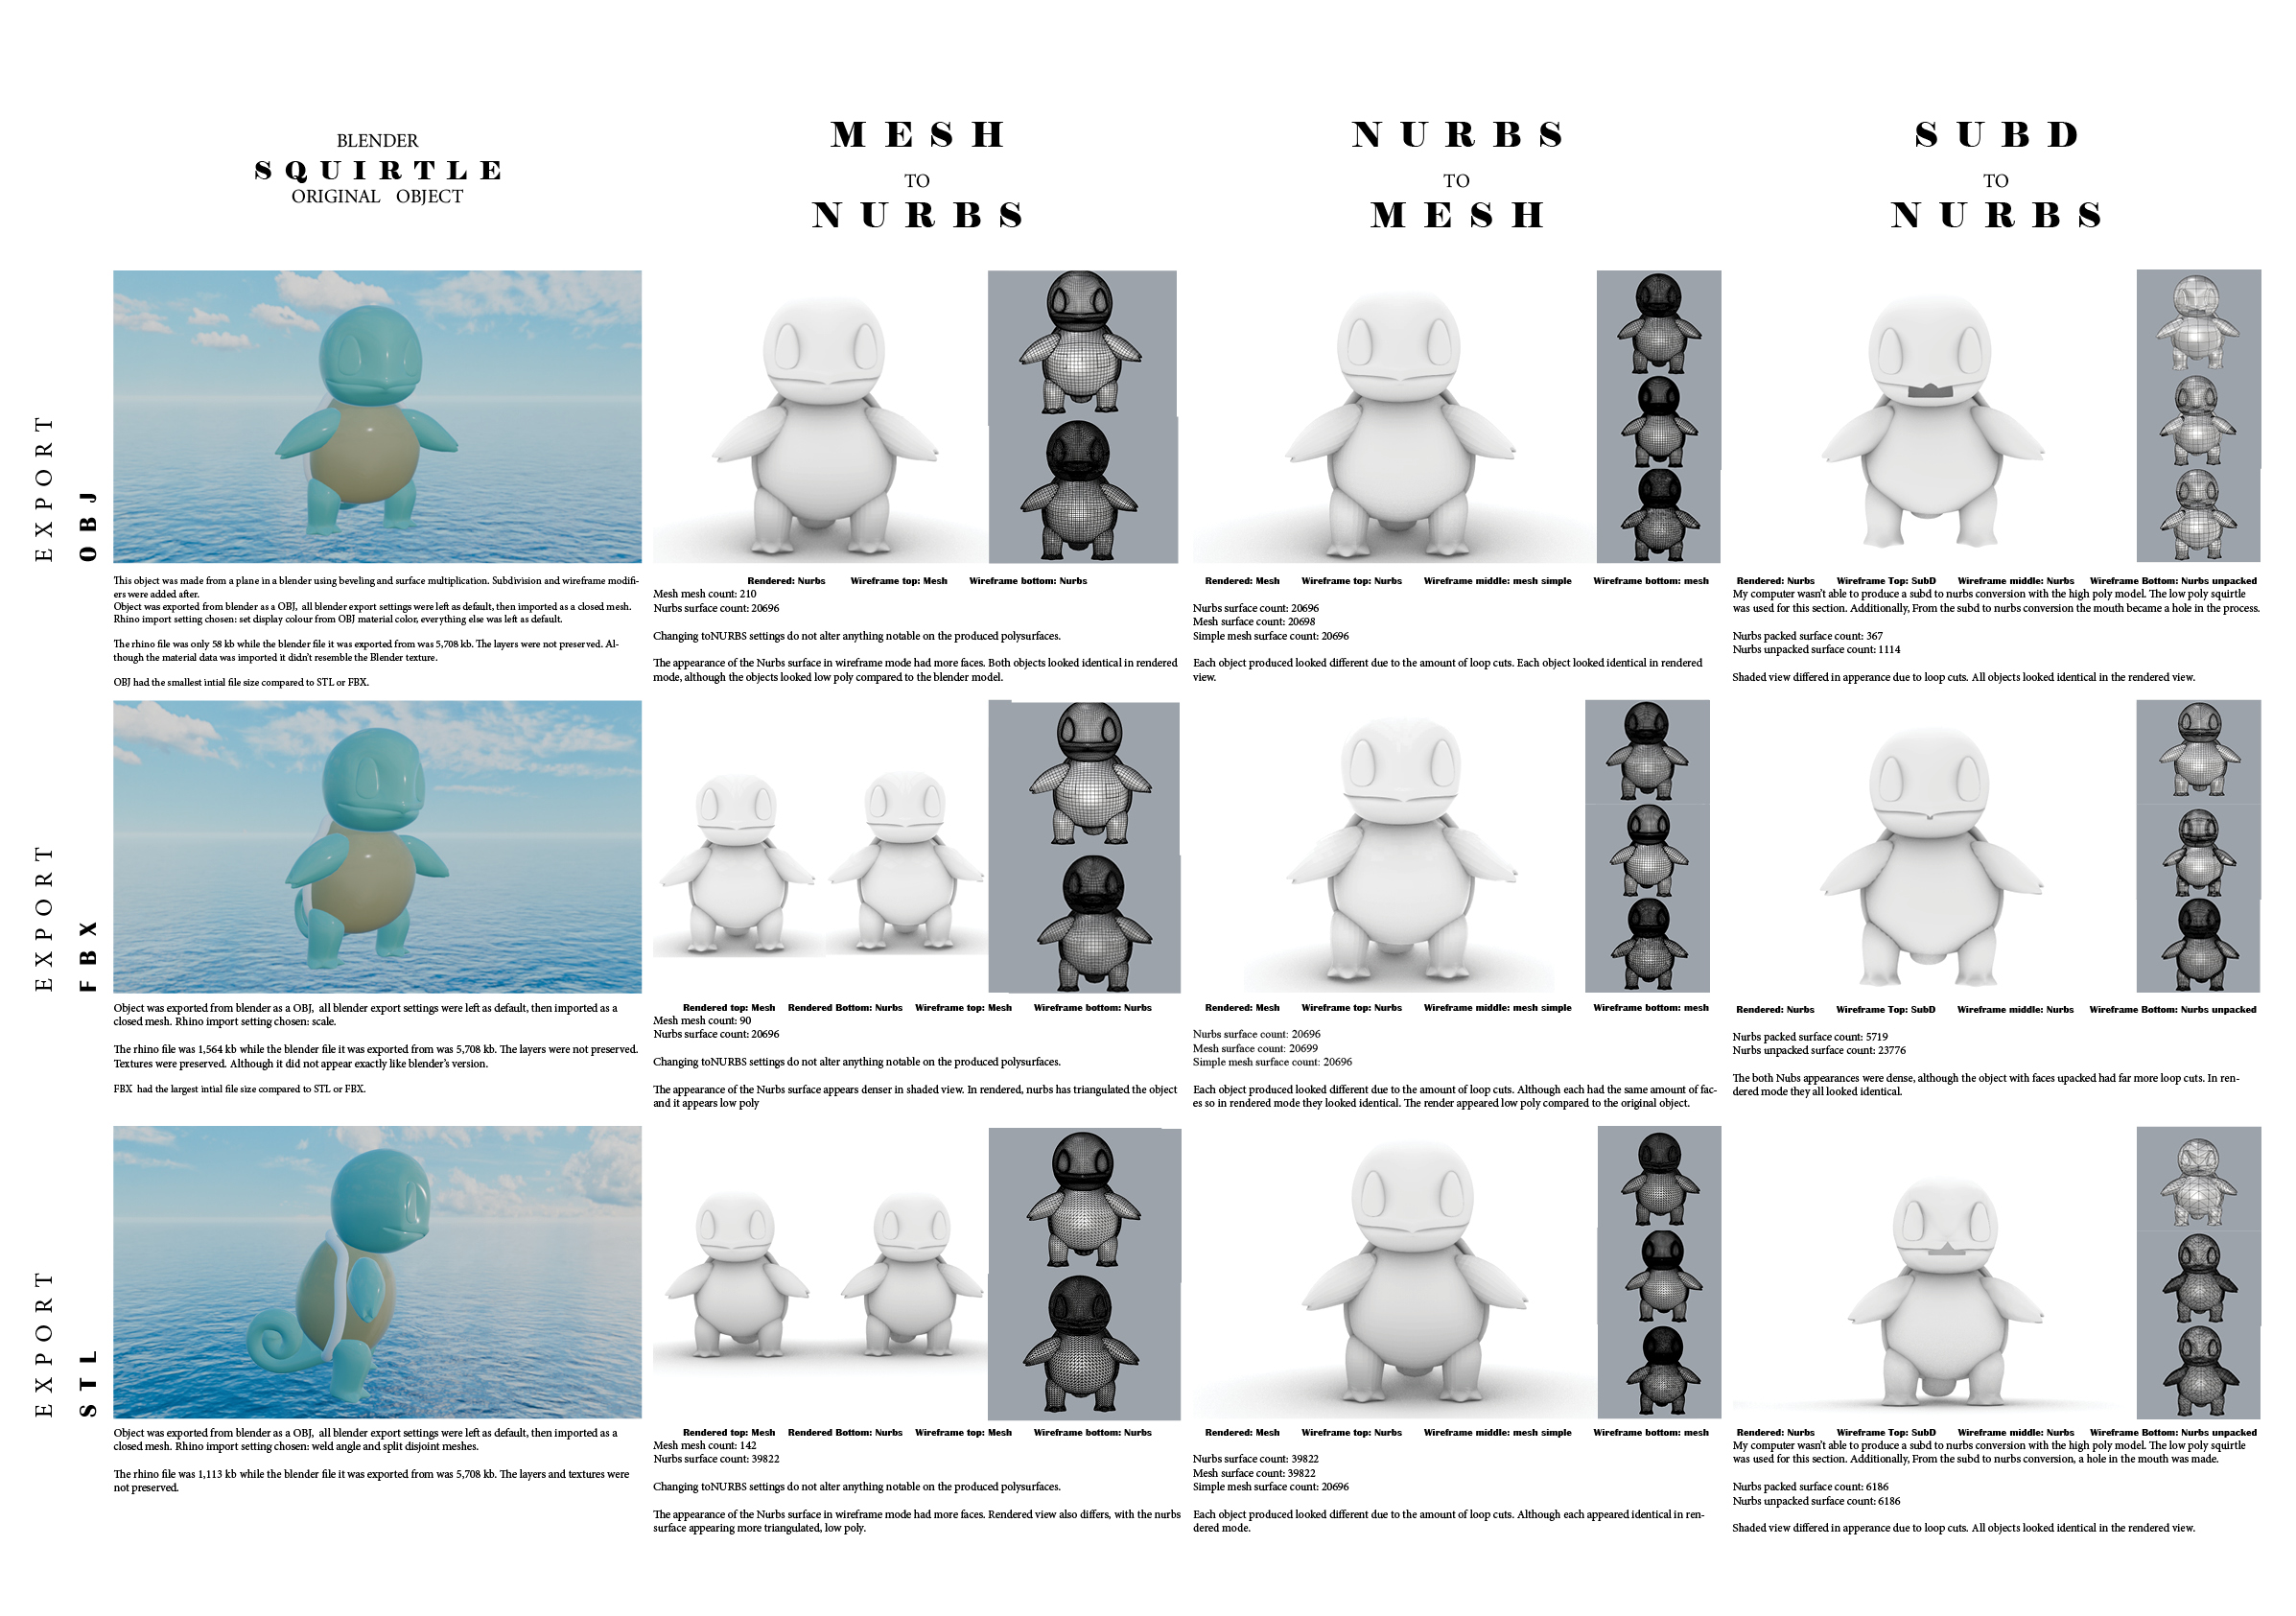 BLENDER
SQUIRTLE
ORIGINAL OBJECT
MESH
TO
NURBS
NURBS
TO
MESH
SUBD
TO
NURBS
EXPORT
OBJ
This object was made from a plane in a blender using beveling and surface multiplication. Subdivision and wireframe modifi-
ers were added after.
Object was exported from blender as a OBJ, all blender export settings were left as default, then imported as a closed mesh.
Rhino import setting chosen: set display colour from OBJ material color, everything else was left as default.
The rhino file was only 58 kb while the blender file it was exported from was 5,708 kb. The layers were not preserved. Al-
though the material data was imported it didn't resemble the Blender texture.
OBJ had the smallest intial file size compared to STL or FBX.
Rendered: Nurbs Wireframe top: Mesh Wireframe bottom: Nurbs
Mesh mesh count: 210
Nurbs surface count: 20696
Changing toNURBS settings do not alter anything notable on the produced polysurfaces.
The appearance of the Nurbs surface in wireframe mode had more faces. Both objects looked identical in rendered
mode, although the objects looked low poly compared to the blender model.
Rendered: Mesh Wireframe top: Nurbs Wireframe middle: mesh simple Wireframe bottom: mesh
Nurbs surface count: 20696
Mesh surface count: 20698
Simple mesh surface count: 20696
Each object produced looked different due to the amount of loop cuts. Each object looked identical in rendered
view.
Rendered: Nurbs Wireframe Top: SubD Wireframe middle: Nurbs Wireframe Bottom: Nurbs unpacked
My computer wasn't able to produce a subd to nurbs conversion with the high poly model. The low poly squirtle
was used for this section. Additionally, From the subd to nurbs conversion the mouth became a hole in the process.
Nurbs packed surface count: 367
Nurbs unpacked surface count: 1114
Shaded view differed in apperance due to loop cuts. All objects looked identical in the rendered view.
EXPORT
FBX
Object was exported from blender as a OBJ, all blender export settings were left as default, then imported as a
closed mesh. Rhino import setting chosen: scale.
The rhino file was 1,564 kb while the blender file it was exported from was 5,708 kb. The layers were not preserved.
Textures were preserved. Although it did not appear exactly like blender's version.
FBX had the largest intial file size compared to STL or FBX.
Rendered top: Mesh Rendered Bottom: Nurbs Wireframe top: Mesh Wireframe bottom: Nurbs
Mesh mesh count: 90
Nurbs surface count: 20696
Changing toNURBS settings do not alter anything notable on the produced polysurfaces.
The appearance of the Nurbs surface appears denser in shaded view. In rendered, nurbs has triangulated the object
and it appears low poly
Rendered: Mesh Wireframe top: Nurbs Wireframe middle: mesh simple Wireframe bottom: mesh
Nurbs surface count: 20696
Mesh surface count: 20699
Simple mesh surface count: 20696
Each object produced looked different due to the amount of loop cuts. Although each had the same amount of fac-
es so in rendered mode they looked identical. The render appeared low poly compared to the original object.
Rendered: Nurbs Wireframe Top: SubD Wireframe middle: Nurbs Wireframe Bottom: Nurbs unpacked
Nurbs packed surface count: 5719
Nurbs unpacked surface count: 23776
The both Nubs appearances were dense, although the object with faces upacked had far more loop cuts. In ren-
dered mode they all looked identical.
EXPORT
STL
Object was exported from blender as a OBJ, all blender export settings were left as default, then imported as a
closed mesh. Rhino import setting chosen: weld angle and split disjoint meshes.
The rhino file was 1,113 kb while the blender file it was exported from was 5,708 kb. The layers and textures were
not preserved.
Rendered top: Mesh Rendered Bottom: Nurbs Wireframe top: Mesh Wireframe bottom: Nurbs
Mesh mesh count: 142
Nurbs surface count: 39822
Changing toNURBS settings do not alter anything notable on the produced polysurfaces.
The appearance of the Nurbs surface in wireframe mode had more faces. Rendered view also differs, with the nurbs
surface appearing more triangulated, low poly.
Rendered: Mesh Wireframe top: Nurbs Wireframe middle: mesh simple Wireframe bottom: mesh
Nurbs surface count: 39822
Mesh surface count: 39822
Simple mesh surface count: 20696
Each object produced looked different due to the amount of loop cuts. Although each appeared identical in ren-
dered mode.
Rendered: Nurbs Wireframe Top: SubD Wireframe middle: Nurbs Wireframe Bottom: Nurbs unpacked
My computer wasn't able to produce a subd to nurbs conversion with the high poly model. The low poly squirtle
was used for this section. Additionally, From the subd to nurbs conversion, a hole in the mouth was made.
Nurbs packed surface count: 6186
Nurbs unpacked surface count: 6186
Shaded view differed in apperance due to loop cuts. All objects looked identical in the rendered view.